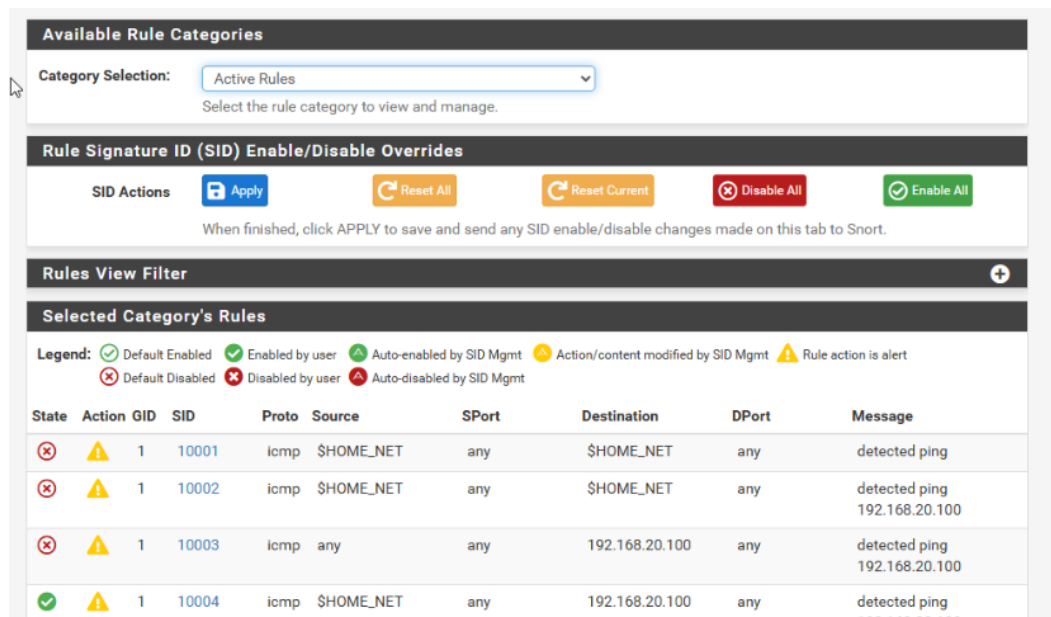 Available Rule Categories
Category Selection: Active Rules
Select the rule category to view and manage.
Rule Signature ID (SID) Enable/Disable Overrides
SID Actions Apply Reset All Reset Current Disable All Enable All
When finished, click APPLY to save and send any SID enable/disable changes made on this tab to Snort.
Rules View Filter
Selected Category's Rules
Legend: Default Enabled Enabled by user Auto-enabled by SID Mgmt Action/content modified by SID Mgmt Rule action is alert
Default Disabled Disabled by user Auto-disabled by SID Mgmt
State Action GID SID Proto Source SPort Destination DPort Message
1 10001 icmp $HOME_NET any $HOME_NET any detected ping
1 10002 icmp $HOME_NET any $HOME_NET any detected ping
192.168.20.100
1 10003 icmp any any 192.168.20.100 any detected ping
192.168.20.100
1 10004 icmp $HOME_NET any 192.168.20.100 any detected ping